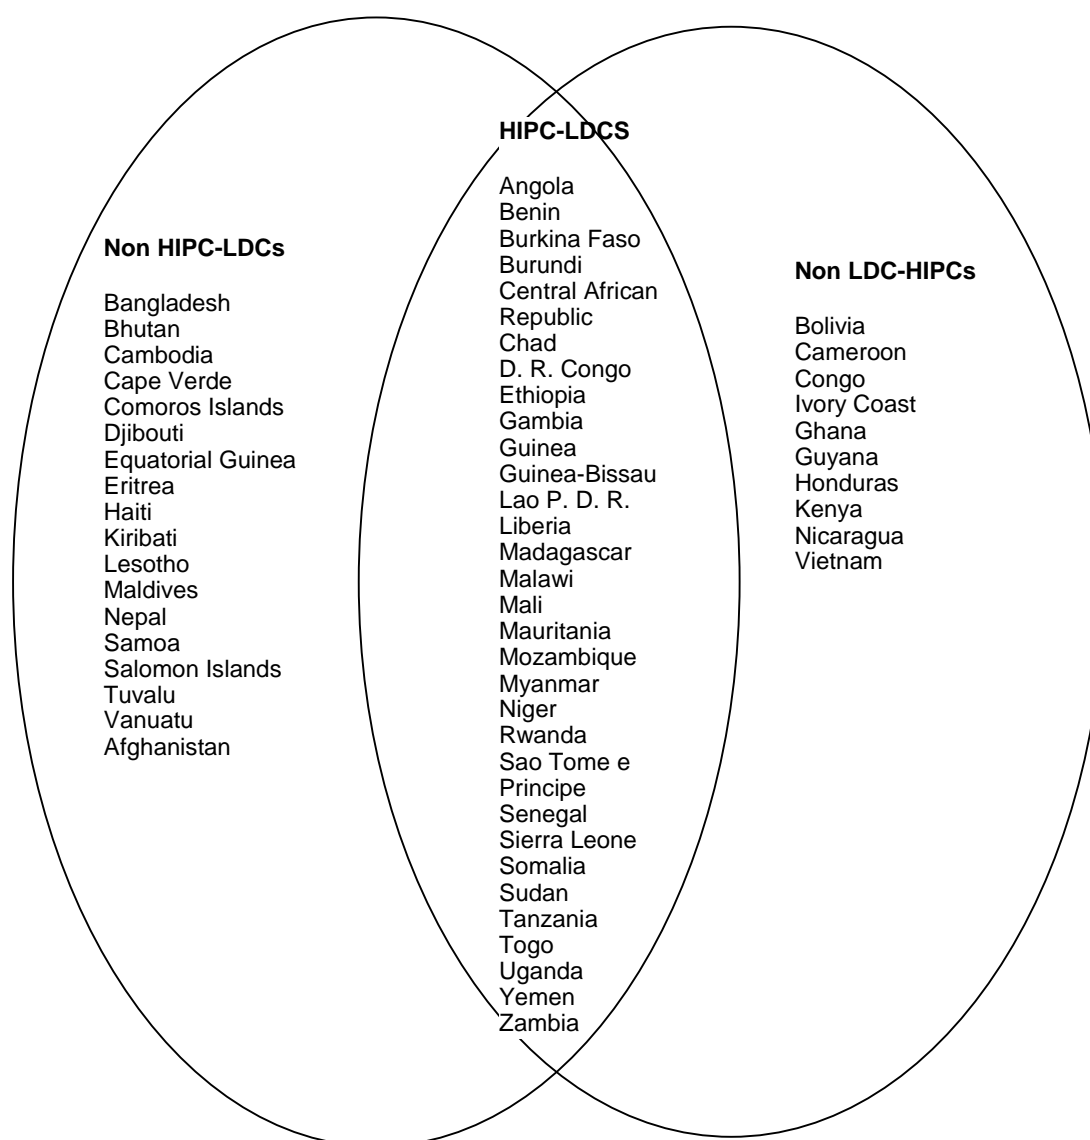 Non HIPC-LDCs
Bangladesh
Bhutan
Cambodia
Cape Verde
Comoros Islands
Djibouti
Equatorial Guinea
Eritrea
Haiti
Kiribati
Lesotho
Maldives
Nepal
Samoa
Salomon Islands
Tuvalu
Vanuatu
Afghanistan
HIPC-LDCS
Angola
Benin
Burkina Faso
Burundi
Central African
Republic
Chad
D. R. Congo
Ethiopia
Gambia
Guinea
Guinea-Bissau
Lao P. D. R.
Liberia
Madagascar
Malawi
Mali
Mauritania
Mozambique
Myanmar
Niger
Rwanda
Sao Tome e
Principe
Senegal
Sierra Leone
Somalia
Sudan
Tanzania
Togo
Uganda
Yemen
Zambia
Non LDC-HIPCs
Bolivia
Cameroon
Congo
Ivory Coast
Ghana
Guyana
Honduras
Kenya
Nicaragua
Vietnam